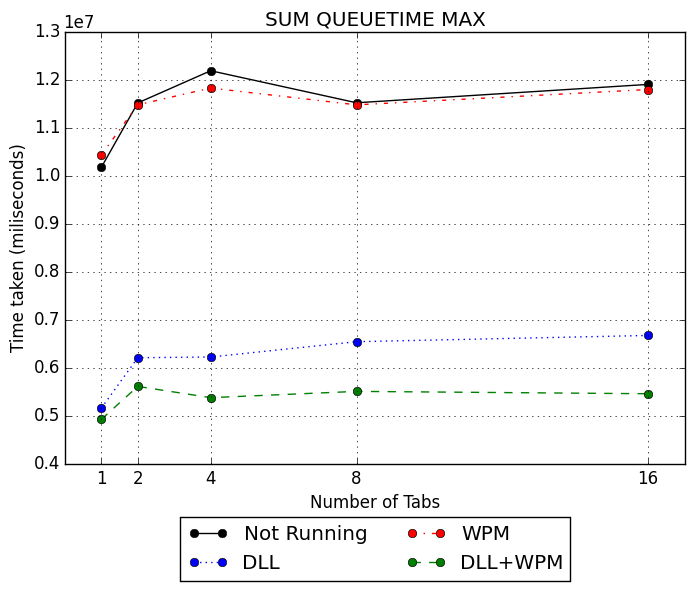 SUM QUEUETIME MAX
1e7
1.3
1.2
1.1
1.0
0.9
0.8
0.7
0.6
0.5
0.4
Time taken (miliseconds)
1 2 4 8 16
Number of Tabs
Not Running WPM
DLL DLL+WPM